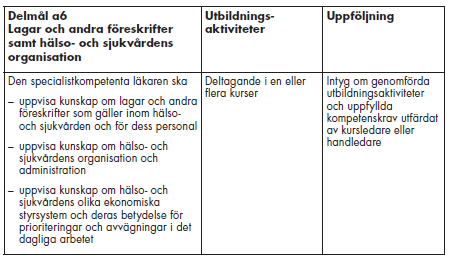 Delmål a6
Lagar och andra föreskrifter
samt hälso- och sjukvårdens
organisation
Utbildnings-
aktiviteter
Uppföljning
Den specialistkompetenta läkaren ska
– uppvisa kunskap om lagar och andra
föreskrifter som gäller inom hälso-
och sjukvården och för dess personal
– uppvisa kunskap om hälso- och
sjukvårdens organisation och
administration
– uppvisa kunskap om hälso- och
sjukvårdens olika ekonomiska
styrsystem och deras betydelse för
prioriteringar och avvägningar i det
dagliga arbetet
Deltagande i en eller
flera kurser
Intyg om genomförda
utbildningsaktiviteter
och uppfyllda
kompetenskrav utfärdat
av kursledare eller
handledare